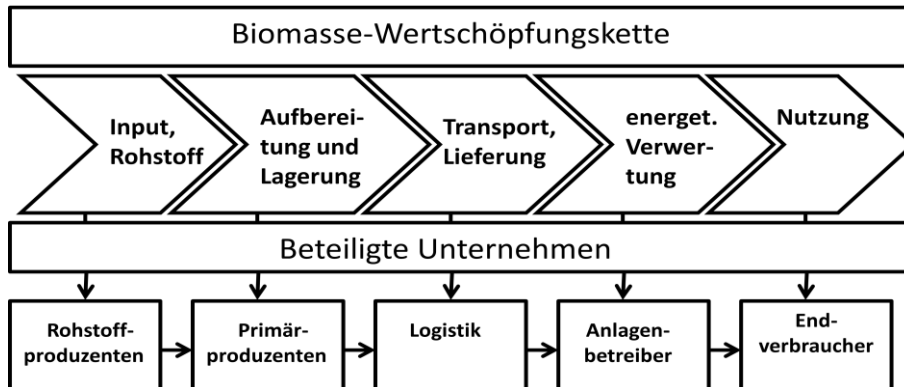 Biomasse-Wertschöpfungskette
Input,
Rohstoff
Aufberei-
tung und
Lagerung
Transport,
Lieferung
energet.
Verwer-
tung
Nutzung
Beteiligte Unternehmen
Rohstoff-
produzenten
Primär-
produzenten
Logistik
Anlagen-
betreiber
End-
verbraucher